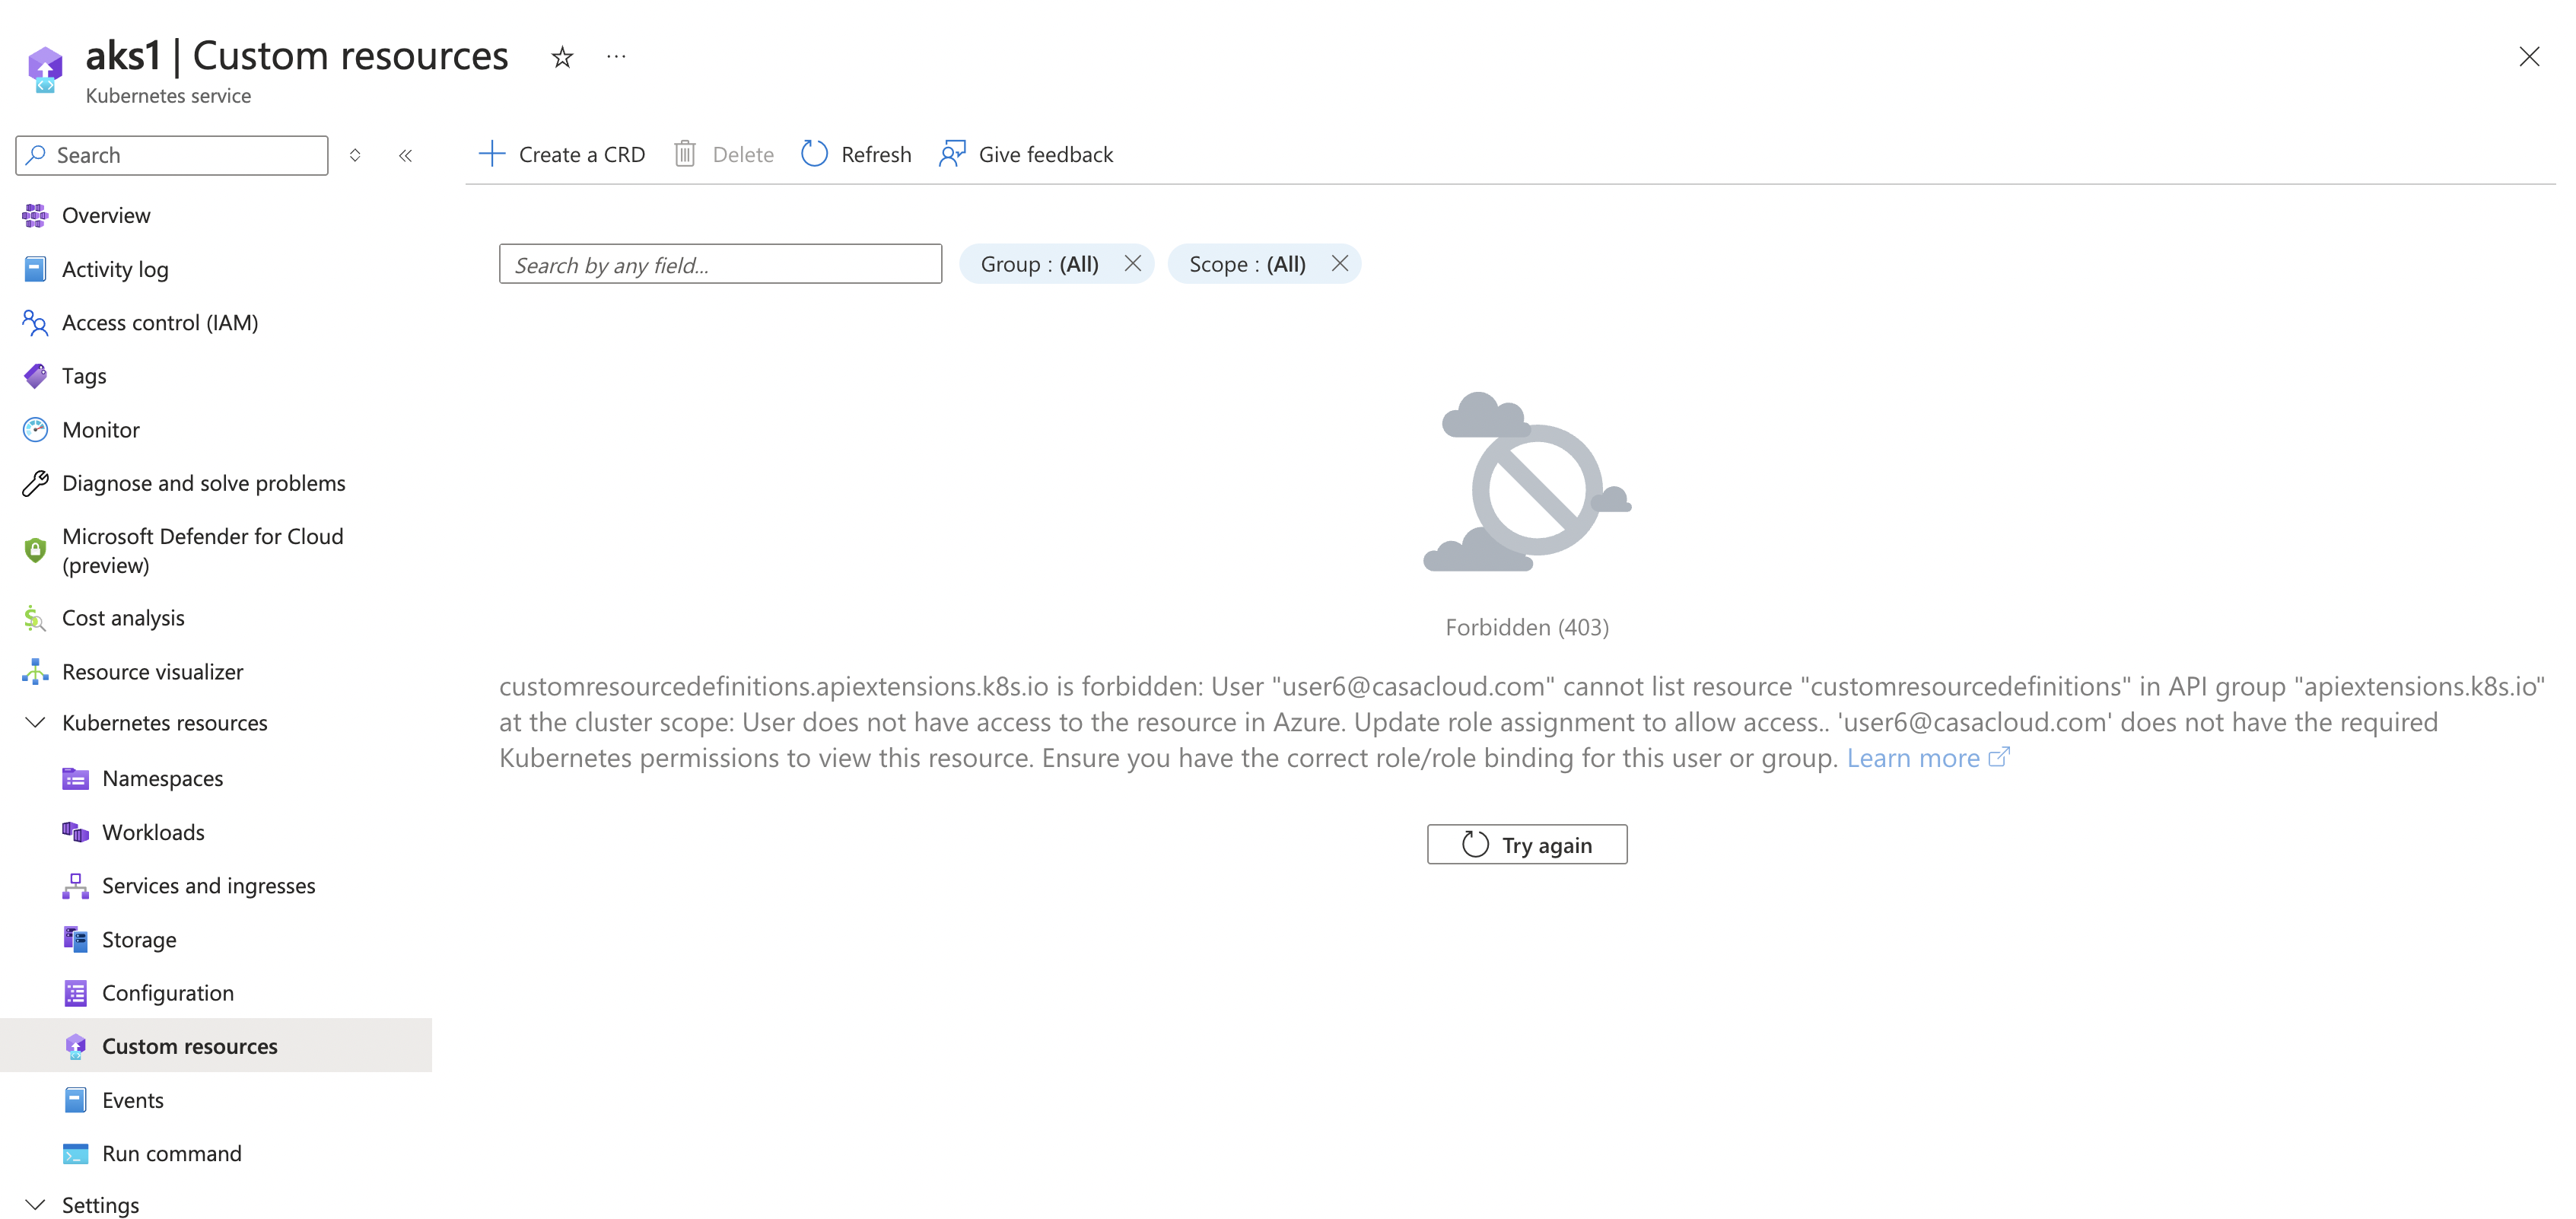 aks1 | Custom resources
Kubernetes service
Search
Create a CRD
Delete
Refresh
Give feedback
Overview
Activity log
Access control (IAM)
Tags
Monitor
Diagnose and solve problems
Microsoft Defender for Cloud
(preview)
Cost analysis
Resource visualizer
Kubernetes resources
Namespaces
Workloads
Services and ingresses
Storage
Configuration
Custom resources
Events
Run command
Settings
Search by any field...
Group : (All)
Scope : (All)
Forbidden (403)
customresourcedefinitions.apiextensions.k8s.io is forbidden: User "user6@casacloud.com" cannot list resource "customresourcedefinitions" in API group "apiextensions.k8s.io"
at the cluster scope: User does not have access to the resource in Azure. Update role assignment to allow access.. 'user6@casacloud.com' does not have the required
Kubernetes permissions to view this resource. Ensure you have the correct role/role binding for this user or group. Learn more
Try again